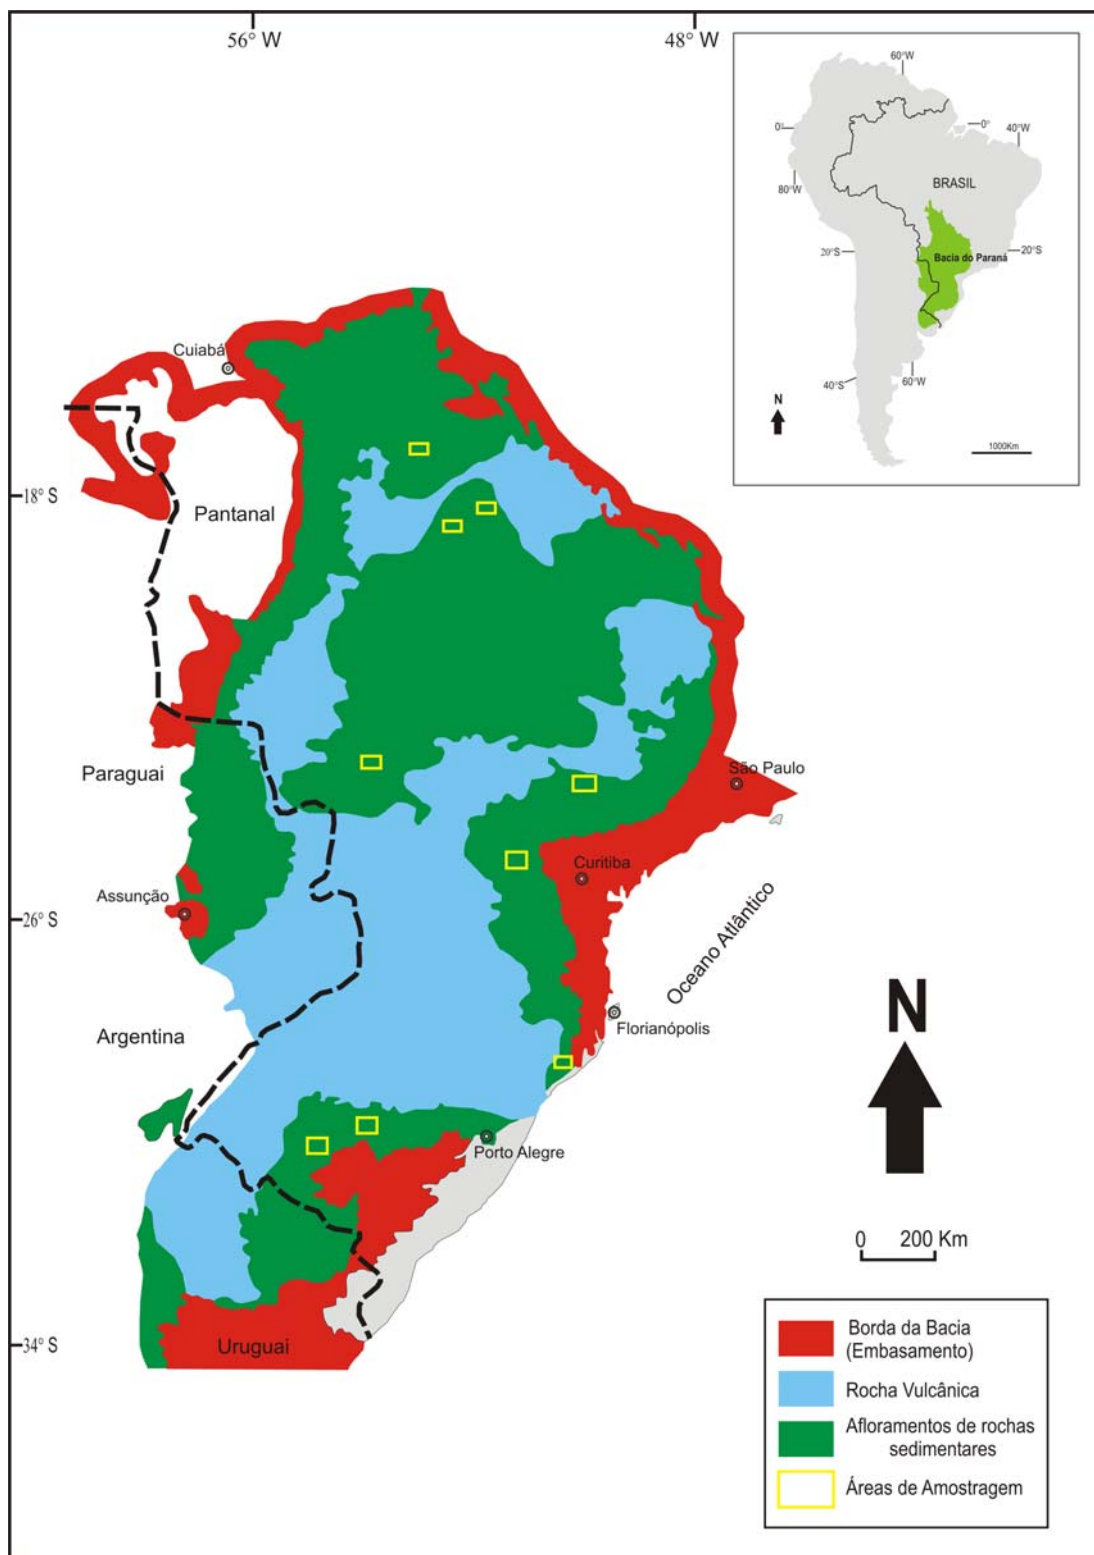 56° W
48° W
60°W
0°
0°
40°W
80°W
BRASIL
20°S
20°S
Bacia do Paraná
40°S
60°W
N
1000Km
Cuiabá
18° S
Pantanal
Paraguai
São Paulo
Curitiba
Assunção
26° S
Oceano Atlântico
N
Florianópolis
Argentina
Porto Alegre
0 200 Km
Uruguai
34° S
Borda da Bacia
(Embasamento)
Rocha Vulcânica
Afloramentos de rochas
sedimentares
Áreas de Amostragem